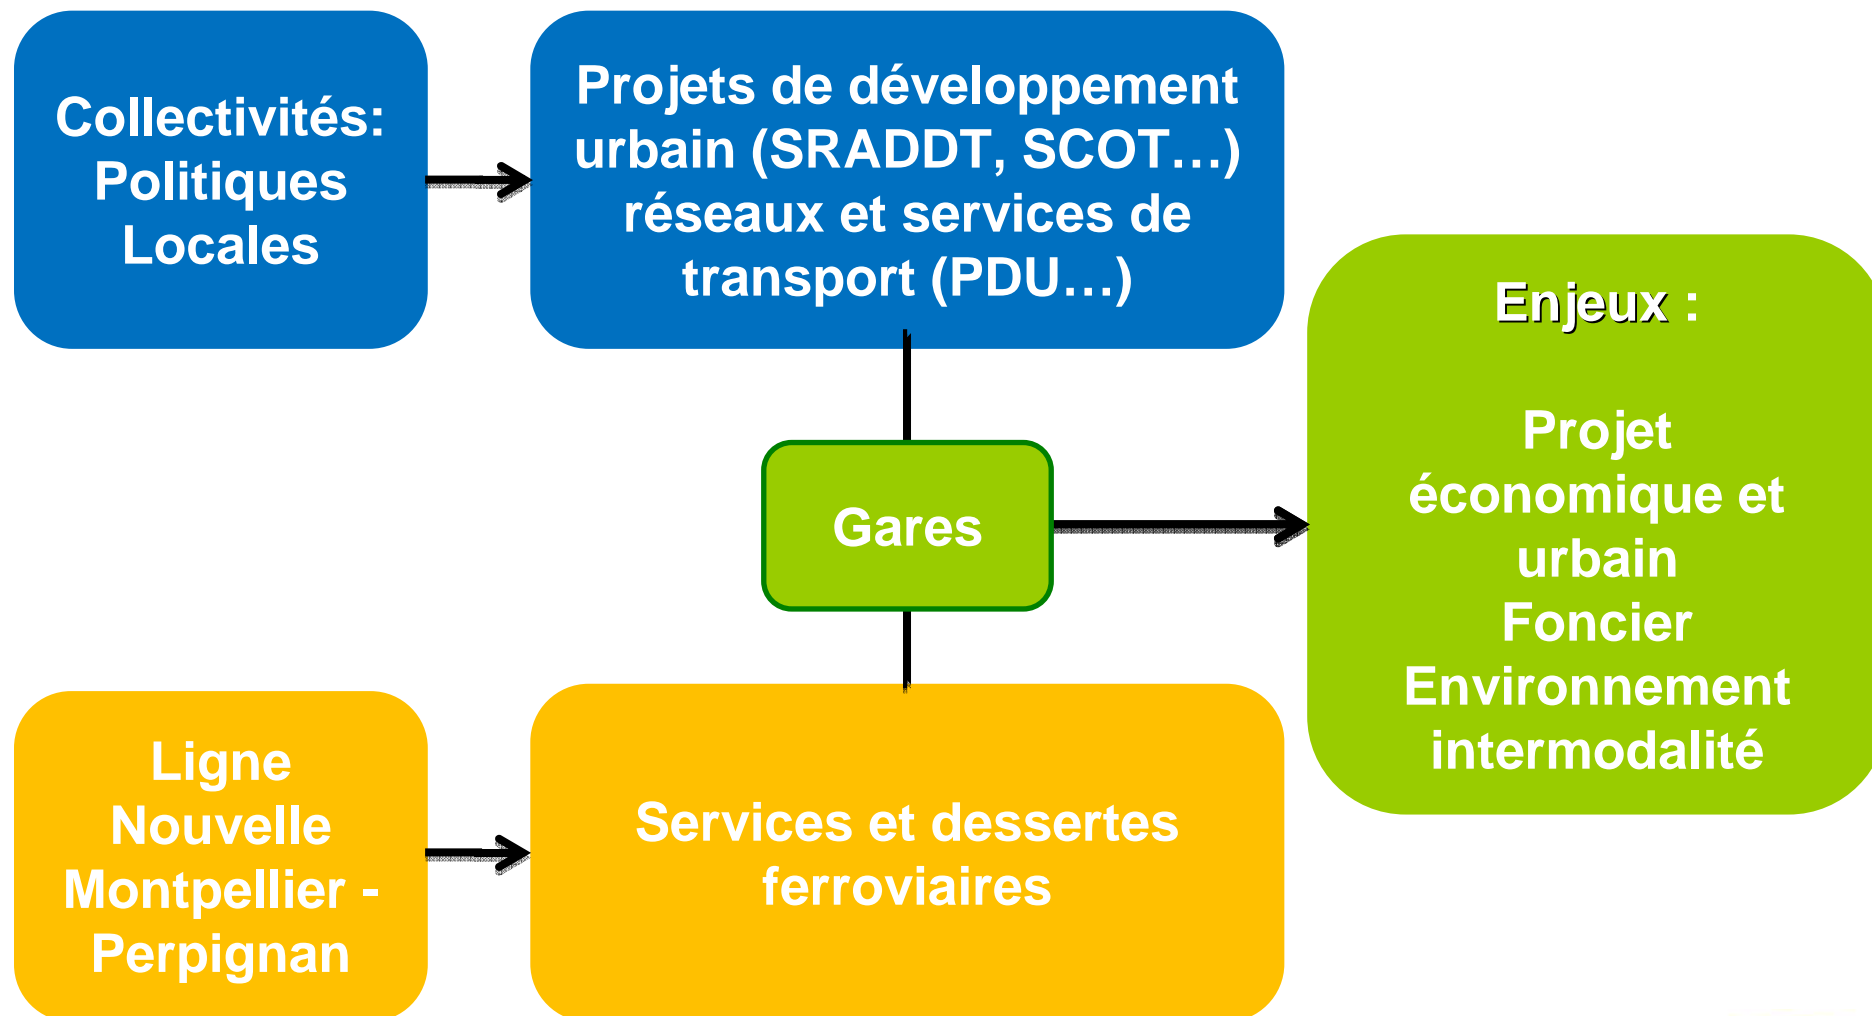 Collectivités:
Politiques
Locales
Projets de développement
urbain (SRADDT, SCOT…)
réseaux et services de
transport (PDU…)
Enjeux :
Projet
économique et
urbain
Foncier
Environnement
intermodalité
Gares
Ligne
Nouvelle
Montpellier -
Perpignan
Services et dessertes
ferroviaires